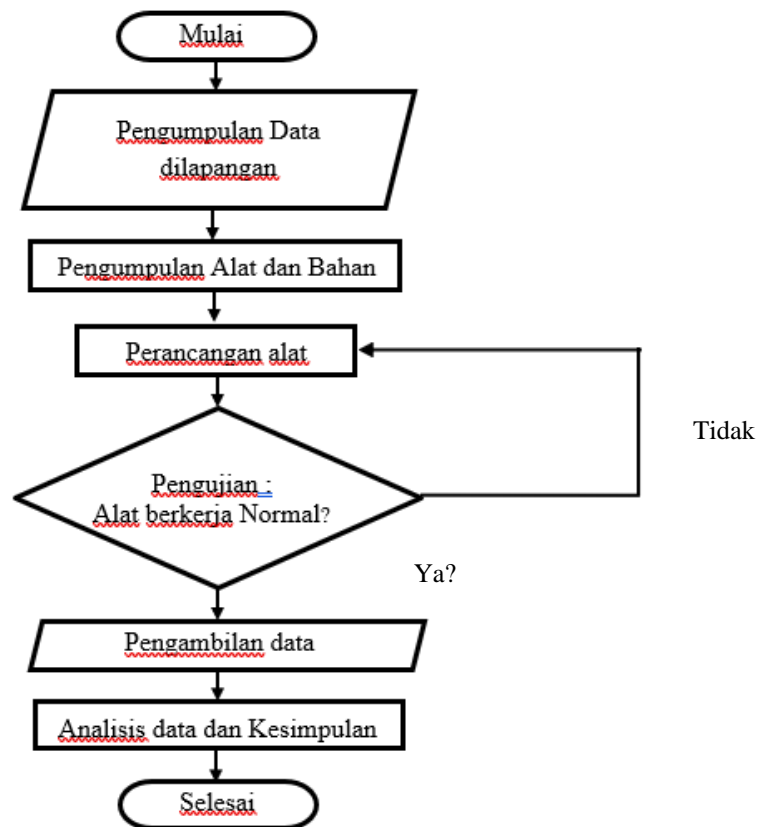 Mulai
Pengumpulan Data
dilapangan
Pengumpulan Alat dan Bahan
Perancangan alat
Tidak
Pengujian :
Alat berkerja Normal?
Ya?
Pengambilan data
Analisis data dan Kesimpulan
Selesai